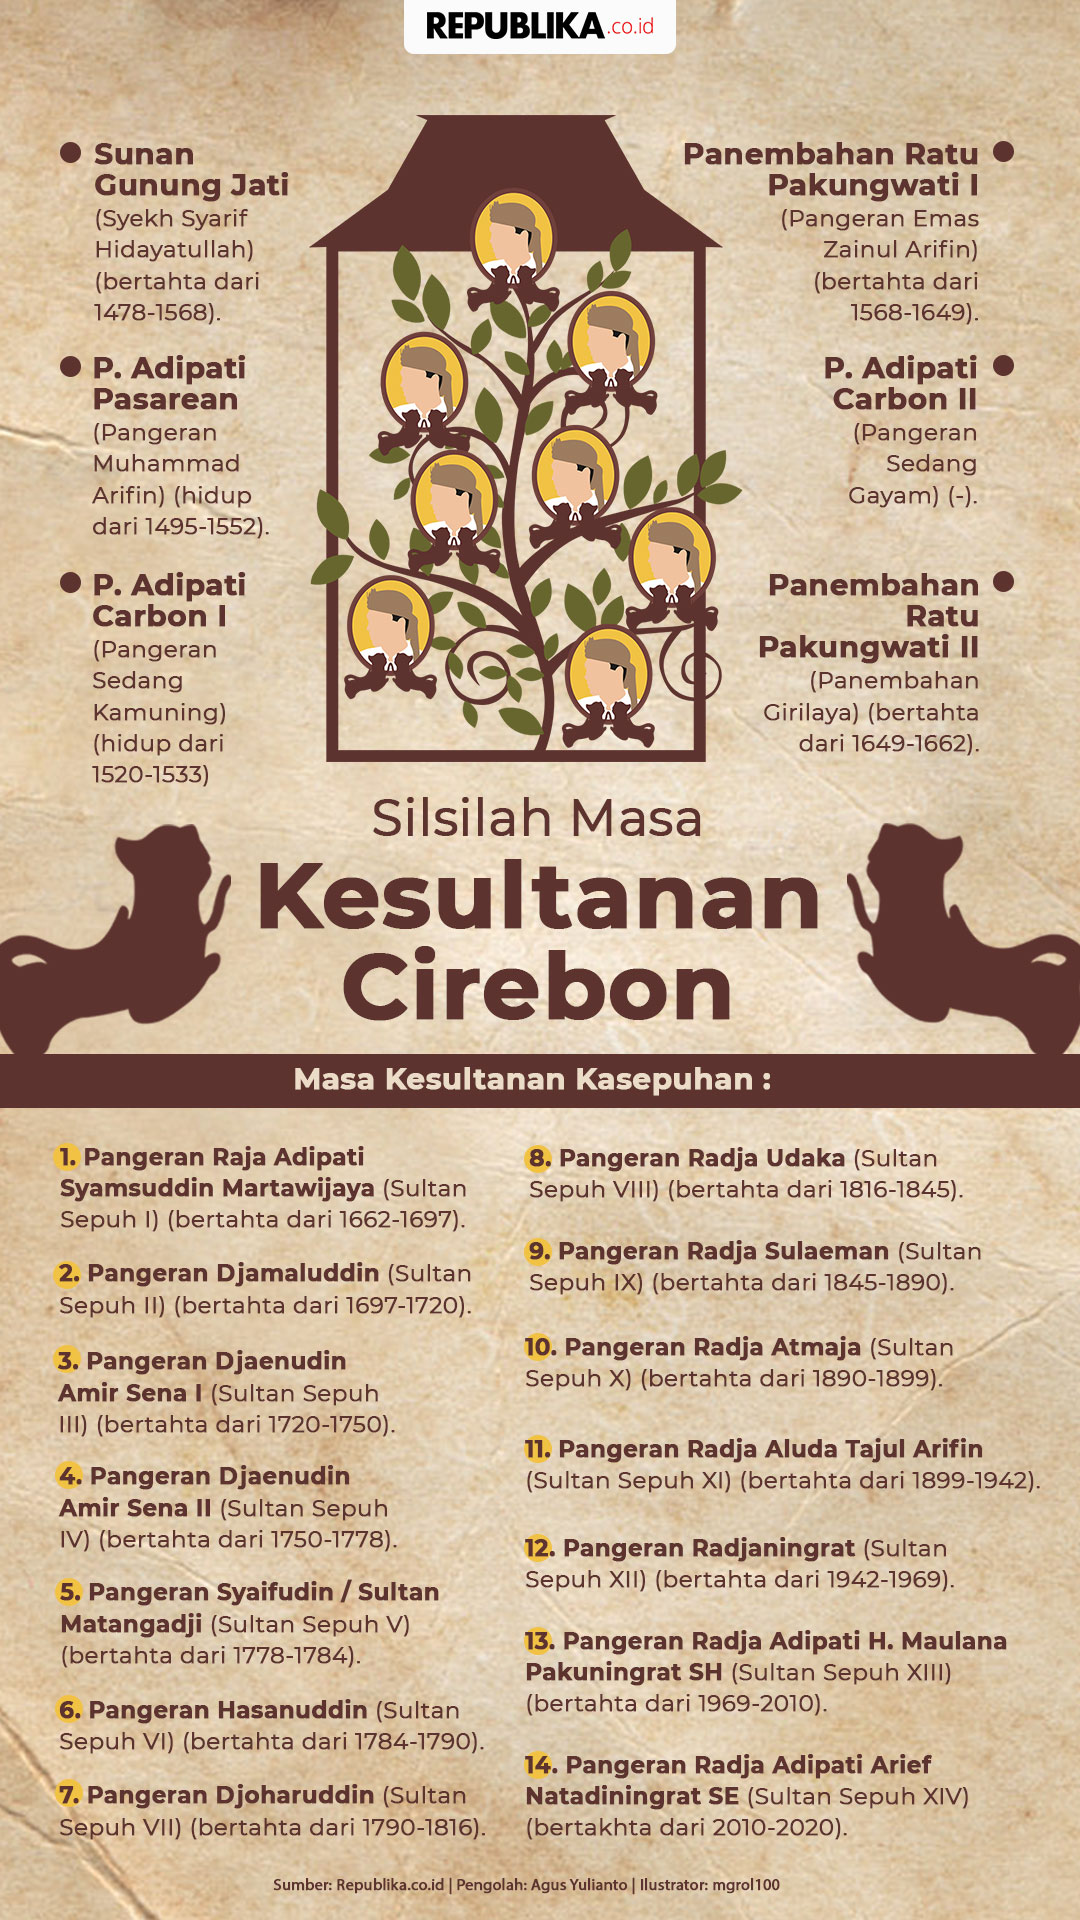 REPUBLIKA.co.id
Sunan
Gunung Jati
(Syekh Syarif
Hidayatullah)
(bertahta dari
1478-1568).
P. Adipati
Pasarean
(Pangeran
Muhammad
Arifin) (hidup
dari 1495-1552).
P. Adipati
Carbon I
(Pangeran
Sedang
Kamuning)
(hidup dari
1520-1533)
Panembahan Ratu
Pakungwati I
(Pangeran Emas
Zainul Arifin)
(bertahta dari
1568-1649).
P. Adipati
Carbon II
(Pangeran
Sedang
Gayam) (-).
Panembahan
Ratu
Pakungwati II
(Panembahan
Girilaya) (bertahta
dari 1649-1662).
Silsilah Masa
Kesultanan
Cirebon
Masa Kesultanan Kasepuhan :
1. Pangeran Raja Adipati
Syamsuddin Martawijaya (Sultan
Sepuh I) (bertahta dari 1662-1697).
2. Pangeran Djamaluddin (Sultan
Sepuh II) (bertahta dari 1697-1720).
3. Pangeran Djaenudin
Amir Sena I (Sultan Sepuh
III) (bertahta dari 1720-1750).
4. Pangeran Djaenudin
Amir Sena II (Sultan Sepuh
IV) (bertahta dari 1750-1778).
5. Pangeran Syaifudin / Sultan
Matangadji (Sultan Sepuh V)
(bertahta dari 1778-1784).
6. Pangeran Hasanuddin (Sultan
Sepuh VI) (bertahta dari 1784-1790).
7. Pangeran Djoharuddin (Sultan
Sepuh VII) (bertahta dari 1790-1816).
8. Pangeran Radja Udaka (Sultan
Sepuh VIII) (bertahta dari 1816-1845).
9. Pangeran Radja Sulaeman (Sultan
Sepuh IX) (bertahta dari 1845-1890).
10. Pangeran Radja Atmaja (Sultan
Sepuh X) (bertahta dari 1890-1899).
11. Pangeran Radja Aluda Tajul Arifin
(Sultan Sepuh XI) (bertahta dari 1899-1942).
12. Pangeran Radjaningrat (Sultan
Sepuh XII) (bertahta dari 1942-1969).
13. Pangeran Radja Adipati H. Maulana
Pakuningrat SH (Sultan Sepuh XIII)
(bertahta dari 1969-2010).
14. Pangeran Radja Adipati Arief
Natadiningrat SE (Sultan Sepuh XIV)
(bertakhta dari 2010-2020).
Sumber: Republika.co.id | Pengolah: Agus Yulianto | Ilustrator: mgrol100